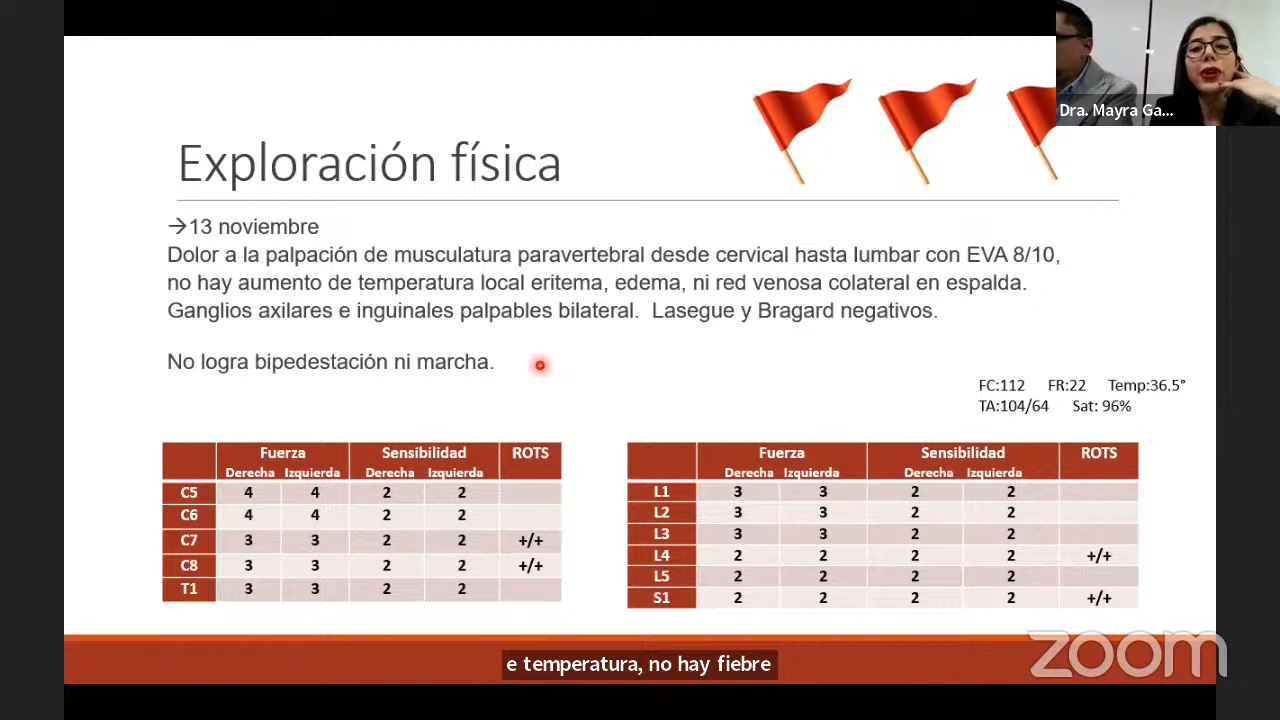 Dra. Mayra Ga...
Exploración física
→13 noviembre
Dolor a la palpación de musculatura paravertebral desde cervical hasta lumbar con EVA 8/10,
no hay aumento de temperatura local eritema, edema, ni red venosa colateral en espalda.
Ganglios axilares e inguinales palpables bilateral. Lasegue y Bragard negativos.
No logra bipedestación ni marcha.
FC:112 FR:22 Temp:36.5°
TA:104/64 Sat: 96%
Fuerza Sensibilidad ROTS
Derecha Izquierda Derecha Izquierda
C5 4 4 2 2
C6 4 4 2 2
C7 3 3 2 2 +/+
C8 3 3 2 2 +/+
T1 3 3 2 2
Fuerza Sensibilidad ROTS
Derecha Izquierda Derecha Izquierda
L1 3 3 2 2
L2 3 3 2 2
L3 3 3 2 2
L4 2 2 2 2 +/+
L5 2 2 2 2
S1 2 2 2 2 +/+
e temperatura, no hay fiebre
zoom